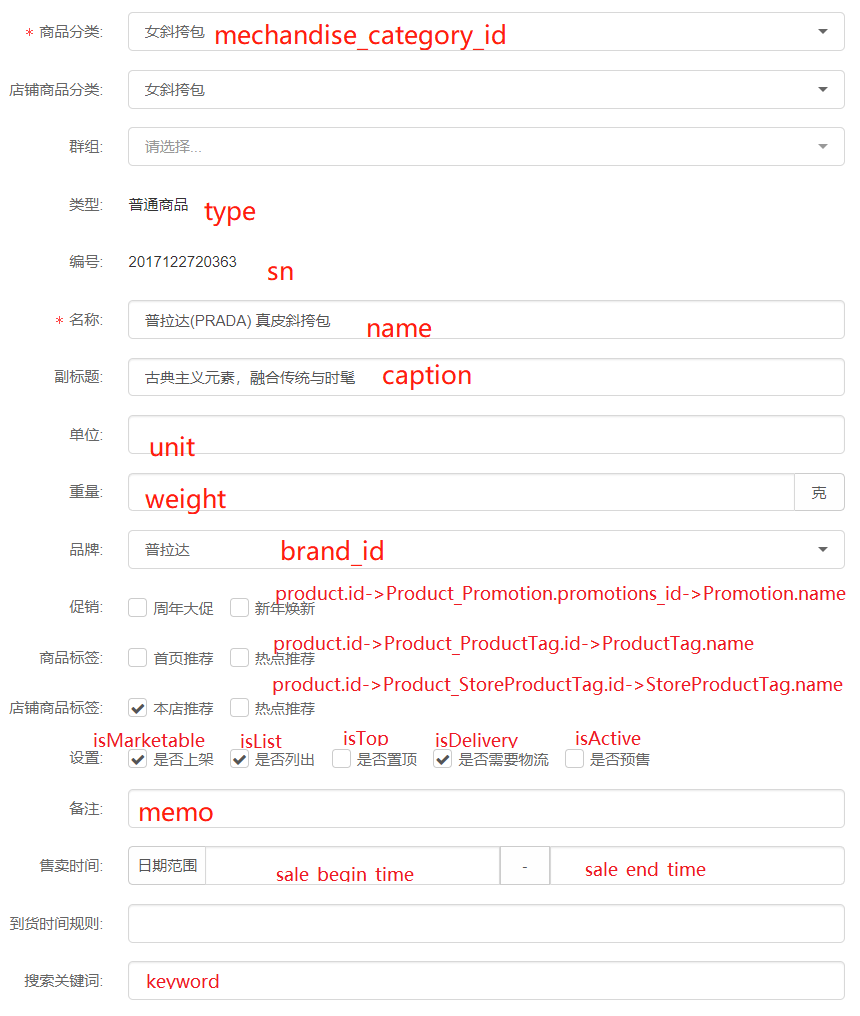 * 商品分类: 女斜挎包 mechandise_category_id
店铺商品分类: 女斜挎包
群组: 请选择...
类型: 普通商品 type
编号: 2017122720363 sn
* 名称: 普拉达(PRADA) 真皮斜挎包 name
副标题: 古典主义元素，融合传统与时髦 caption
单位: unit
重量: weight 克
品牌: 普拉达 brand_id
product.id->Product_Promotion.promotions_id->Promotion.name
促销: 周年大促 新年焕新
product.id->Product_ProductTag.id->ProductTag.name
商品标签: 首页推荐 热点推荐
product.id->Product_StoreProductTag.id->StoreProductTag.name
店铺商品标签: 本店推荐 热点推荐
isMarketable isList isTop isDelivery isActive
设置: 是否上架 是否列出 是否置顶 是否需要物流 是否预售
备注: memo
售卖时间: 日期范围 sale_begin_time - sale_end_time
到货时间规则:
搜索关键词: keyword